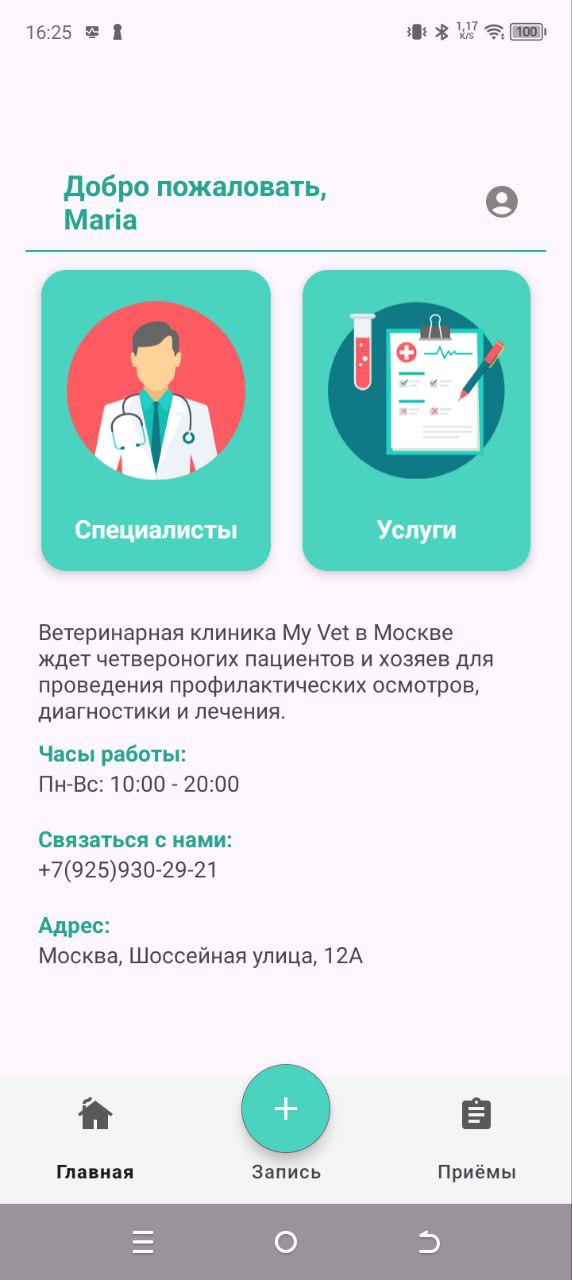 16:25
1,17
K/S
100
Добро пожаловать,
Maria
Специалисты
Услуги
Ветеринарная клиника My Vet в Москве
ждет четвероногих пациентов и хозяев для
проведения профилактических осмотров,
диагностики и лечения.
Часы работы:
Пн-Вс: 10:00 - 20:00
Связаться с нами:
+7(925)930-29-21
Адрес:
Москва, Шоссейная улица, 12А
Главная
Запись
Приёмы